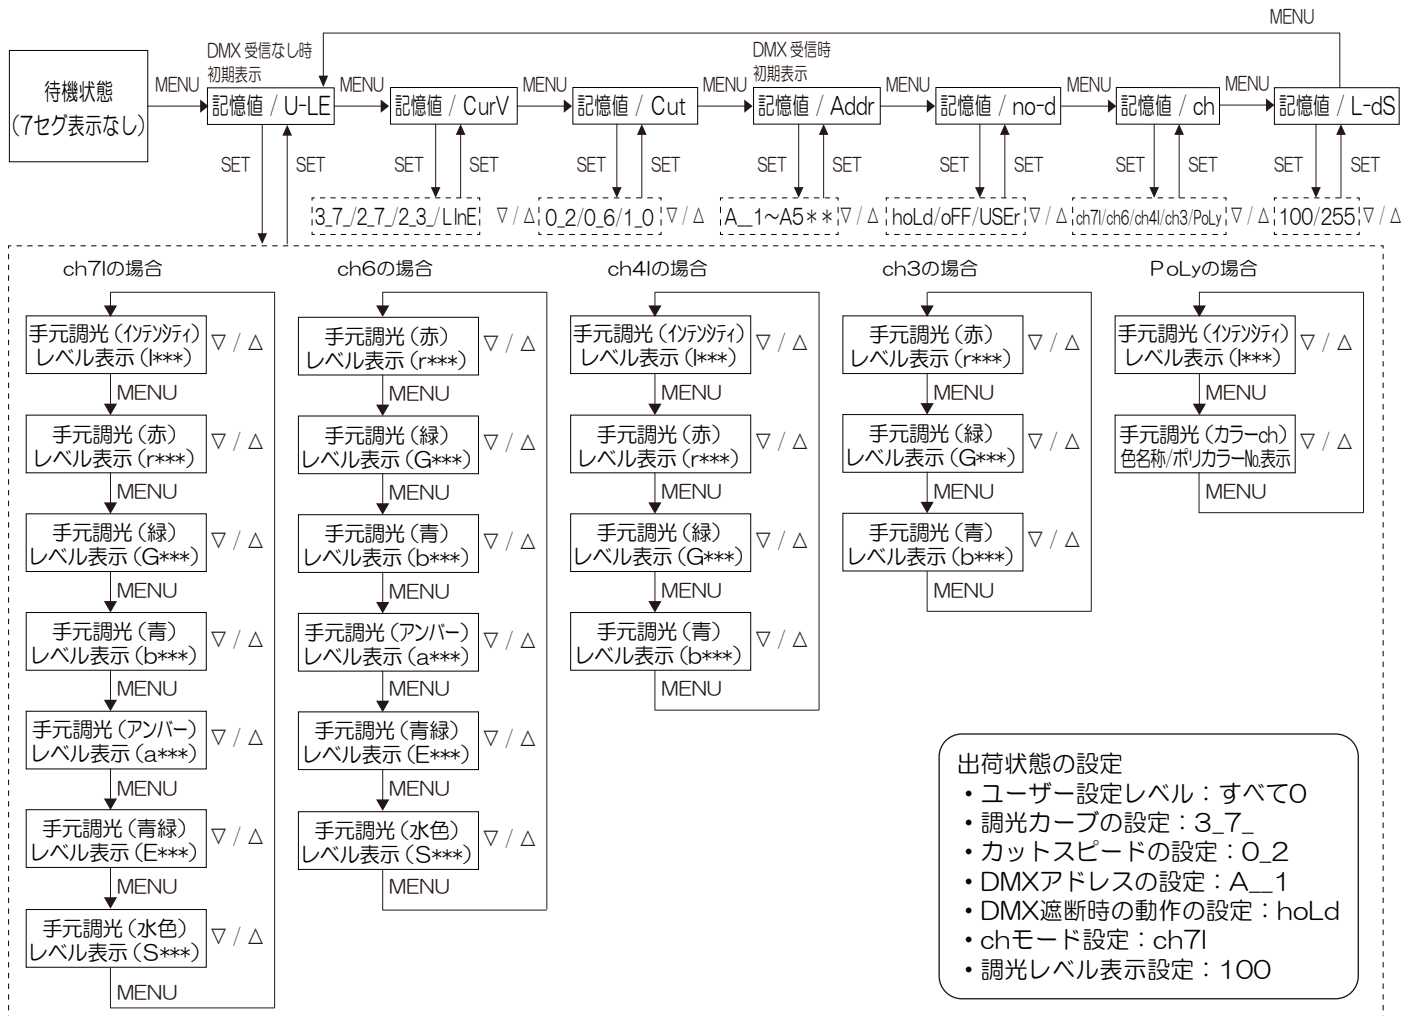 MENU
DMX 受信なし時
初期表示
DMX 受信時
初期表示
待機状態
(7セグ表示なし)
MENU
記憶値 / U-LE
MENU
記憶値 / CurV
MENU
記憶値 / Cut
MENU
記憶値 / Addr
MENU
記憶値 / no-d
MENU
記憶値 / ch
MENU
記憶値 / L-dS
SET SET SET SET SET SET SET SET SET SET SET SET SET SET
3_7_/2_7_/2_3_/LInE ▽/△
0_2/0_6/1_0 ▽/△
A__1~A5** ▽/△
hoLd/oFF/USEr ▽/△
ch7I/ch6/ch4I/ch3/PoLy ▽/△
100/255 ▽/△
ch7Iの場合
手元調光(インテンシティ)
レベル表示(I***)
▽/△
MENU
手元調光(赤)
レベル表示(r***)
▽/△
MENU
手元調光(緑)
レベル表示(G***)
▽/△
MENU
手元調光(青)
レベル表示(b***)
▽/△
MENU
手元調光(アンバー)
レベル表示(a***)
▽/△
MENU
手元調光(青緑)
レベル表示(E***)
▽/△
MENU
手元調光(水色)
レベル表示(S***)
▽/△
MENU
ch6の場合
手元調光(赤)
レベル表示(r***)
▽/△
MENU
手元調光(緑)
レベル表示(G***)
▽/△
MENU
手元調光(青)
レベル表示(b***)
▽/△
MENU
手元調光(アンバー)
レベル表示(a***)
▽/△
MENU
手元調光(青緑)
レベル表示(E***)
▽/△
MENU
手元調光(水色)
レベル表示(S***)
▽/△
MENU
ch4Iの場合
手元調光(インテンシティ)
レベル表示(I***)
▽/△
MENU
手元調光(赤)
レベル表示(r***)
▽/△
MENU
手元調光(緑)
レベル表示(G***)
▽/△
MENU
手元調光(青)
レベル表示(b***)
▽/△
MENU
ch3の場合
手元調光(赤)
レベル表示(r***)
▽/△
MENU
手元調光(緑)
レベル表示(G***)
▽/△
MENU
手元調光(青)
レベル表示(b***)
▽/△
MENU
PoLyの場合
手元調光(インテンシティ)
レベル表示(I***)
▽/△
MENU
手元調光(カラーch)
色名称/ポリカラー№表示
▽/△
MENU
出荷状態の設定
・ユーザー設定レベル：すべて0
・調光カーブの設定：3_7_
・カットスピードの設定：0_2
・DMXアドレスの設定：A__1
・DMX遮断時の動作の設定：hoLd
・chモード設定：ch7I
・調光レベル表示設定：100